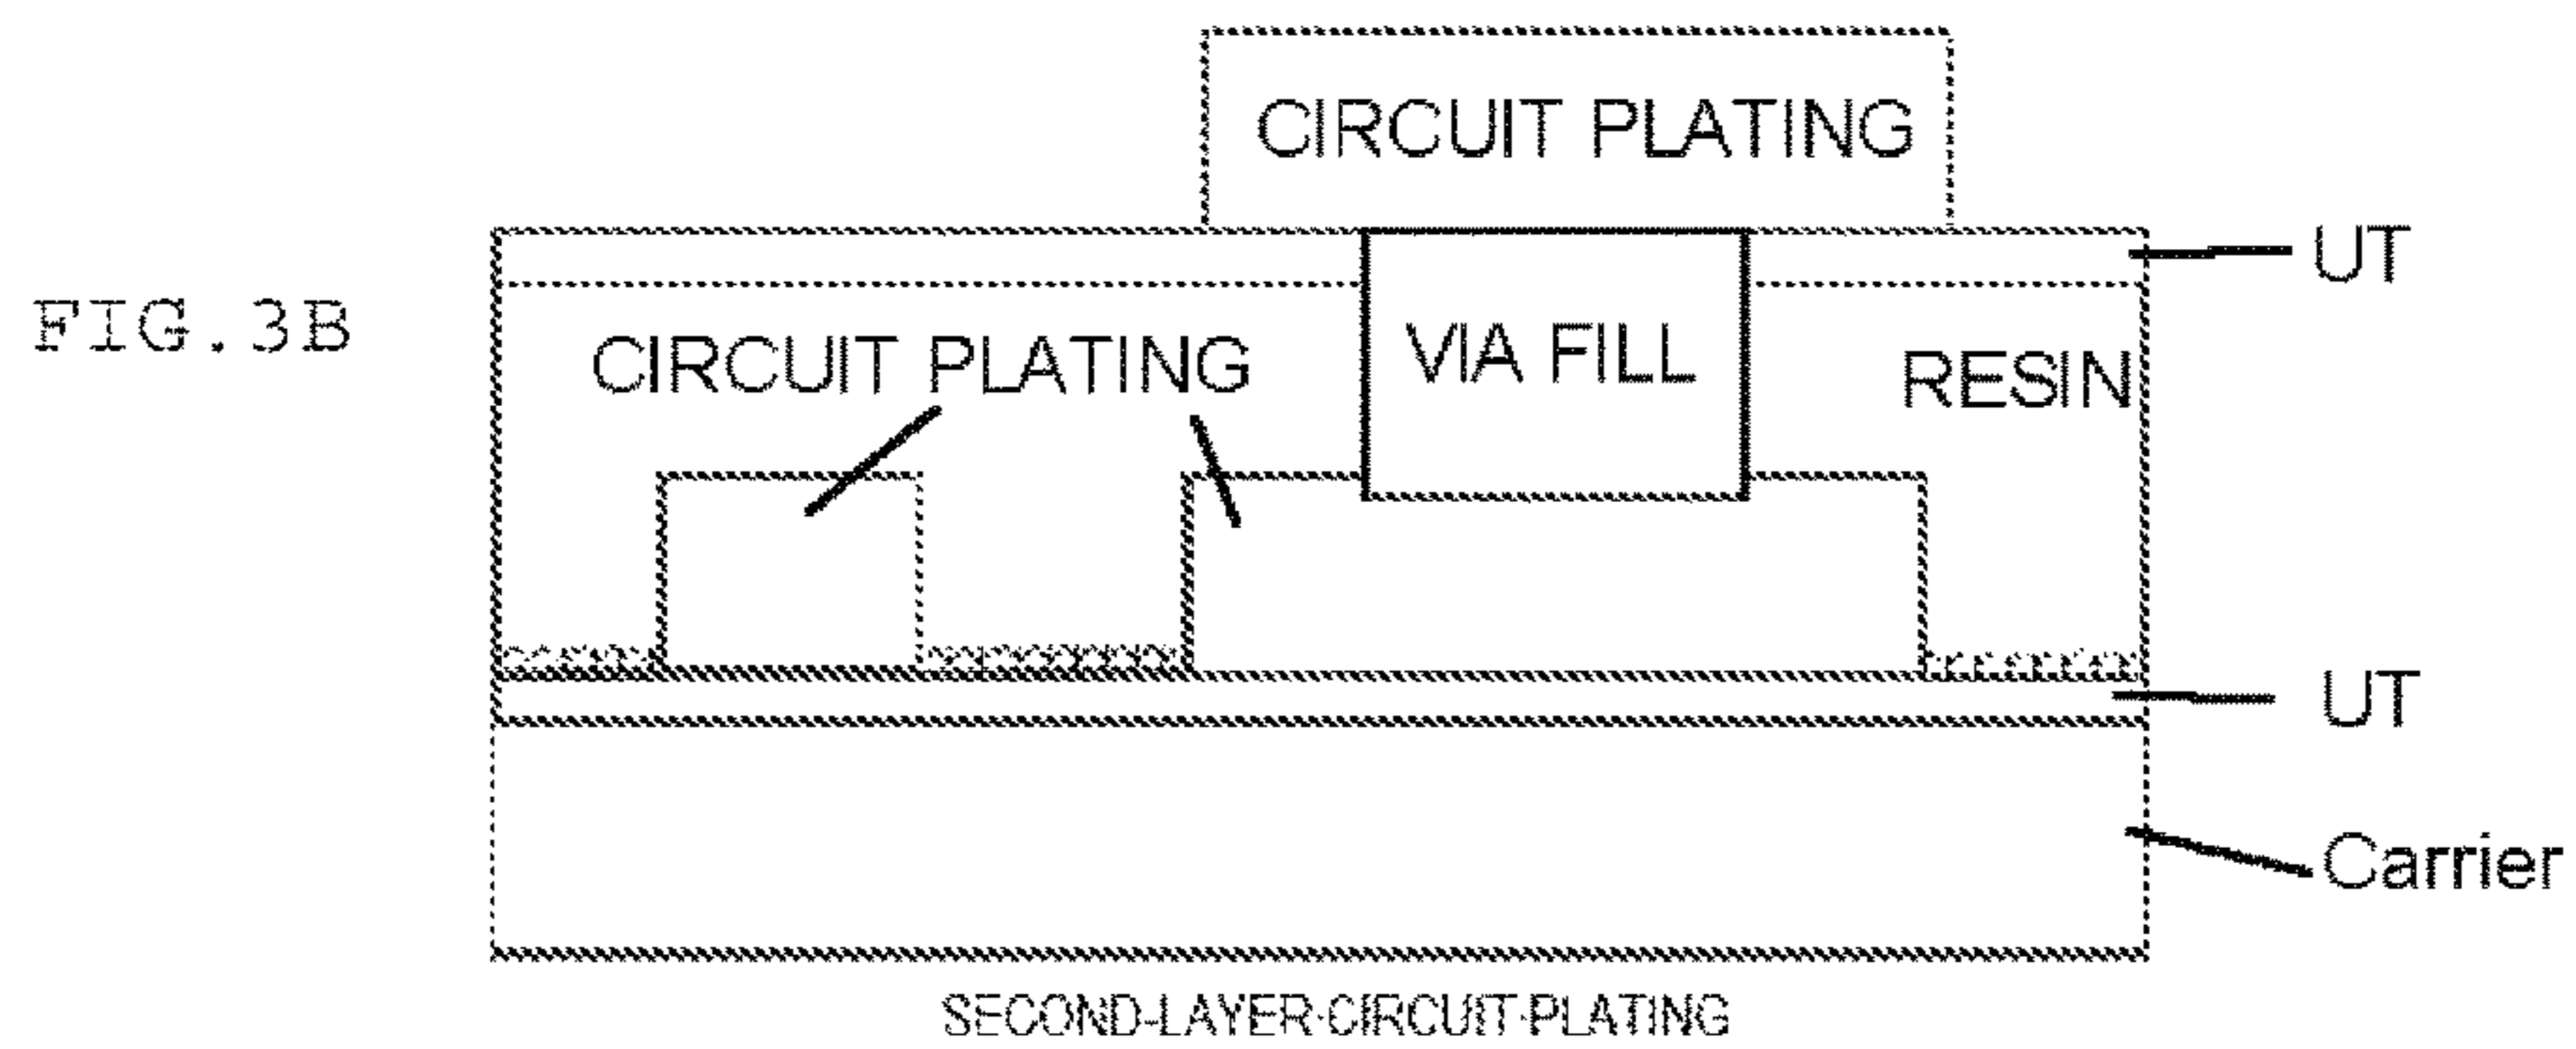 CIRCUIT PLATING
UT
FIG.3B
CIRCUIT PLATING
VIA FILL
RESIN
UT
Carrier
SECOND-LAYER CIRCUIT PLATING